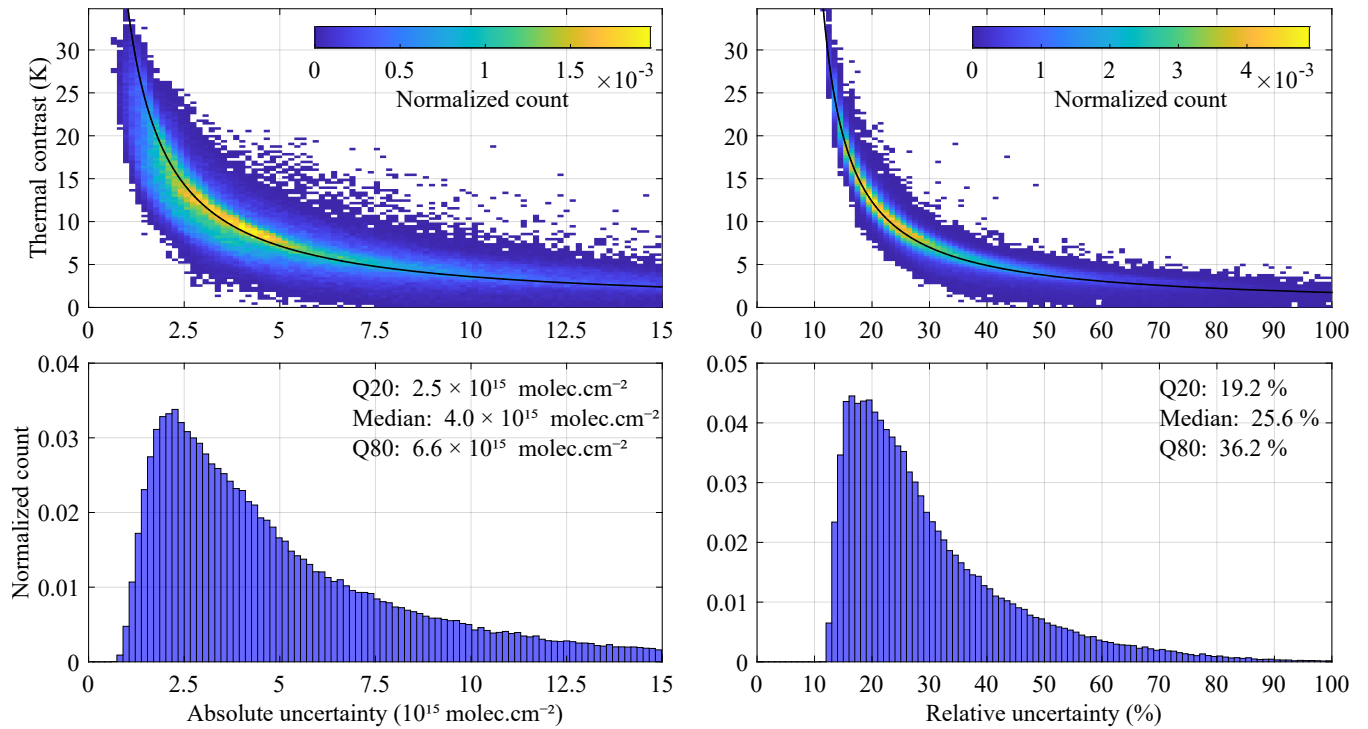 Thermal contrast (K)
35
30
25
20
15
10
5
0
0 0.5 1 1.5 ×10⁻³
Normalized count
0 2.5 5 7.5 10 12.5 15
30
25
20
15
10
5
0
0 1 2 3 4 ×10⁻³
Normalized count
0 10 20 30 40 50 60 70 80 90 100
Normalized count
0.04
0.03
0.02
0.01
0
Q20: 2.5 × 10¹⁵ molec.cm⁻²
Median: 4.0 × 10¹⁵ molec.cm⁻²
Q80: 6.6 × 10¹⁵ molec.cm⁻²
0 2.5 5 7.5 10 12.5 15
Absolute uncertainty (10¹⁵ molec.cm⁻²)
0.05
0.04
0.03
0.02
0.01
0
Q20: 19.2 %
Median: 25.6 %
Q80: 36.2 %
0 10 20 30 40 50 60 70 80 90 100
Relative uncertainty (%)